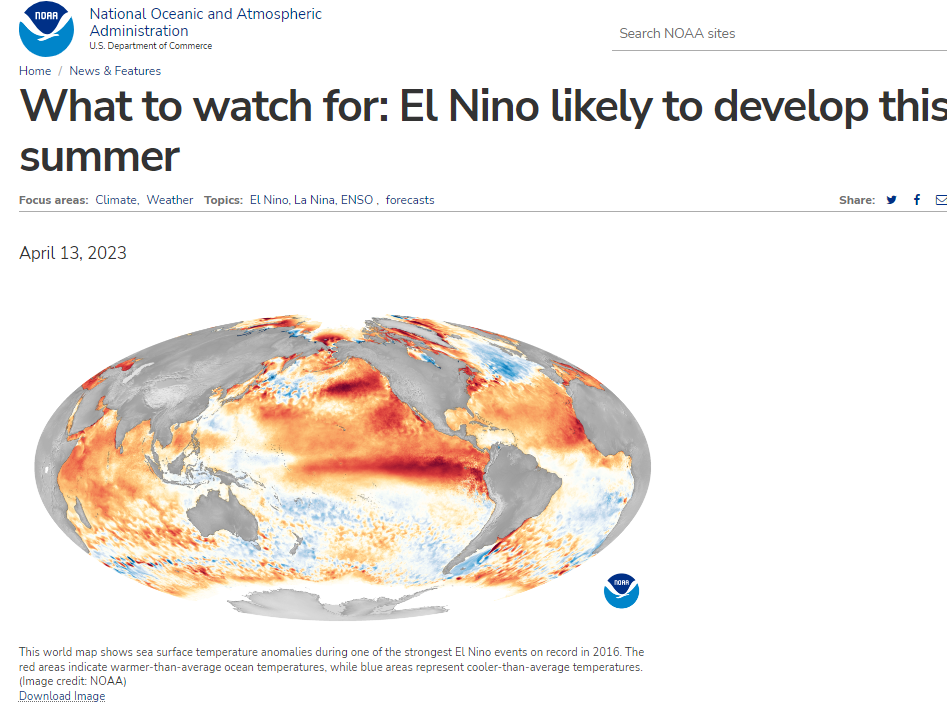 NOAA
National Oceanic and Atmospheric
Administration
U.S. Department of Commerce
Search NOAA sites
Home / News & Features
What to watch for: El Nino likely to develop this
summer
Focus areas: Climate, Weather Topics: El Nino, La Nina, ENSO , forecasts
Share:
April 13, 2023
NOAA
This world map shows sea surface temperature anomalies during one of the strongest El Nino events on record in 2016. The
red areas indicate warmer-than-average ocean temperatures, while blue areas represent cooler-than-average temperatures.
(Image credit: NOAA)
Download Image